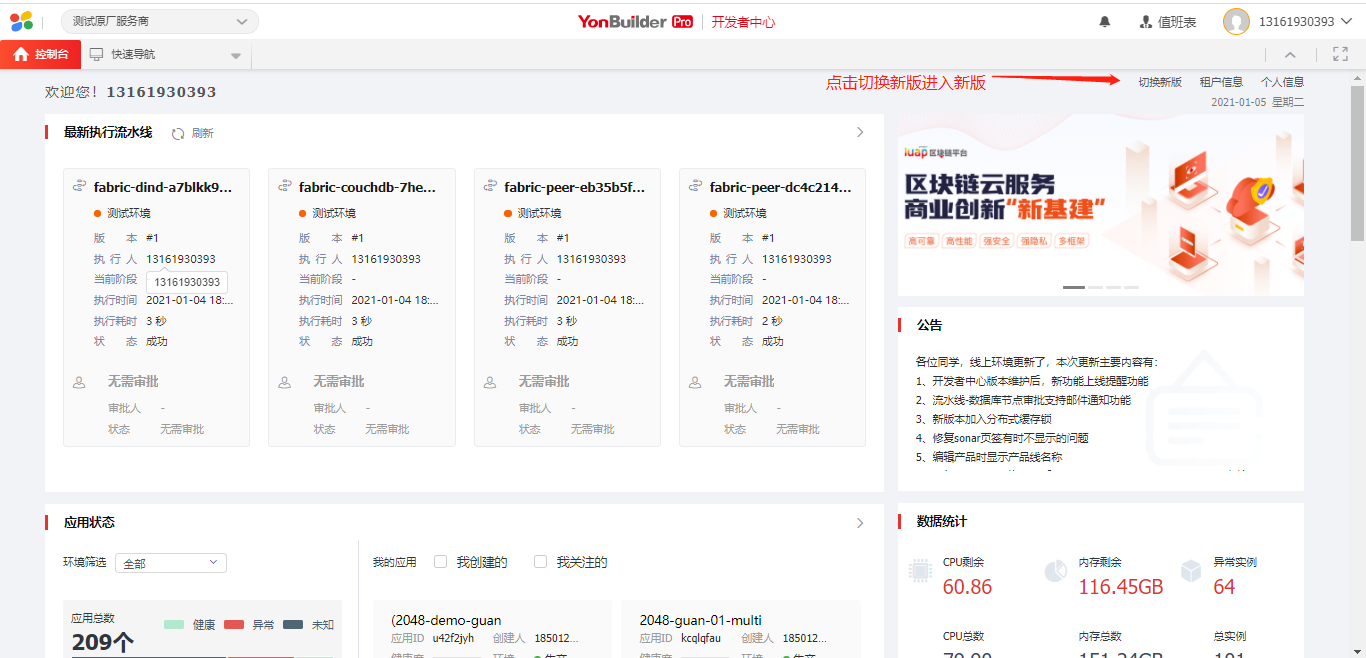 测试原厂服务商
YonBuilder Pro 开发者中心
值班表
13161930393
控制台
快速导航
点击切换新版进入新版
切换新版 租户信息 个人信息
欢迎您！13161930393
2021-01-05 星期二
最新执行流水线 刷新
fabric-dind-a7blkk9...
测试环境
版 本 #1
执 行 人 13161930393
当前阶段
13161930393
执行时间 2021-01-04 18:...
执行耗时 3 秒
状 态 成功
无需审批
审批人 -
状态 无需审批
fabric-couchdb-7he...
测试环境
版 本 #1
执 行 人 13161930393
当前阶段 -
执行时间 2021-01-04 18:...
执行耗时 3 秒
状 态 成功
无需审批
审批人 -
状态 无需审批
fabric-peer-eb35b5f...
测试环境
版 本 #1
执 行 人 13161930393
当前阶段 -
执行时间 2021-01-04 18:...
执行耗时 3 秒
状 态 成功
无需审批
审批人 -
状态 无需审批
fabric-peer-dc4c214...
测试环境
版 本 #1
执 行 人 13161930393
当前阶段 -
执行时间 2021-01-04 18:...
执行耗时 2 秒
状 态 成功
无需审批
审批人 -
状态 无需审批
iuap 区块链平台
区块链云服务
商业创新“新基建”
高可靠 高性能 强安全 强隐私 多框架
公告
各位同学，线上环境更新了，本次更新主要内容有：
1、开发者中心版本维护后，新功能上线提醒功能
2、流水线-数据库节点审批支持邮件通知功能
3、新版本加入分布式缓存锁
4、修复sonar页签有时不显示的问题
5、编辑产品时显示产品线名称
应用状态
环境筛选 全部
应用总数
209个
健康 异常 未知
我的应用 我创建的 我关注的
(2048-demo-guan
应用ID u42f2jyh 创建人 185012...
健康度 环境 生产
2048-guan-01-multi
应用ID kcqlqfau 创建人 185012...
健康度 环境 生产
数据统计
CPU剩余
60.86
内存剩余
116.45GB
异常实例
64
CPU总数
内存总数
总实例